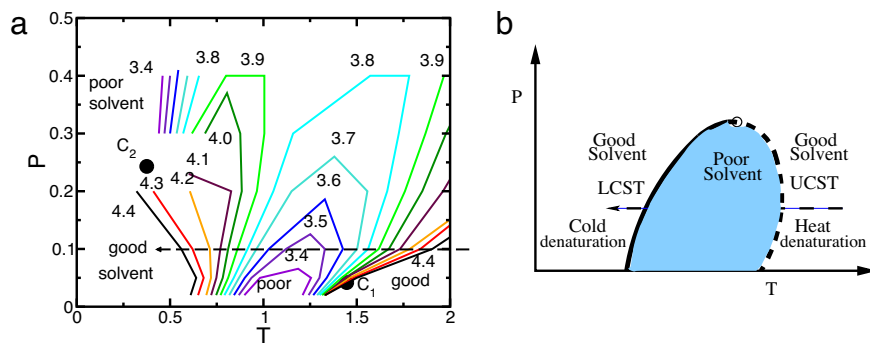 a
0.5
0.4
0.3
0.2
0.1
0
P
0
0.5
1
1.5
2
T
3.4
3.8
3.9
3.8
3.9
poor
solvent
4.0
3.7
C2
4.1
4.3
4.2
3.6
4.4
3.5
good
solvent
3.4
4.4
poor
C1
good
b
P
Good
Solvent
Poor
Solvent
Good
Solvent
LCST
UCST
Cold
denaturation
Heat
denaturation
T